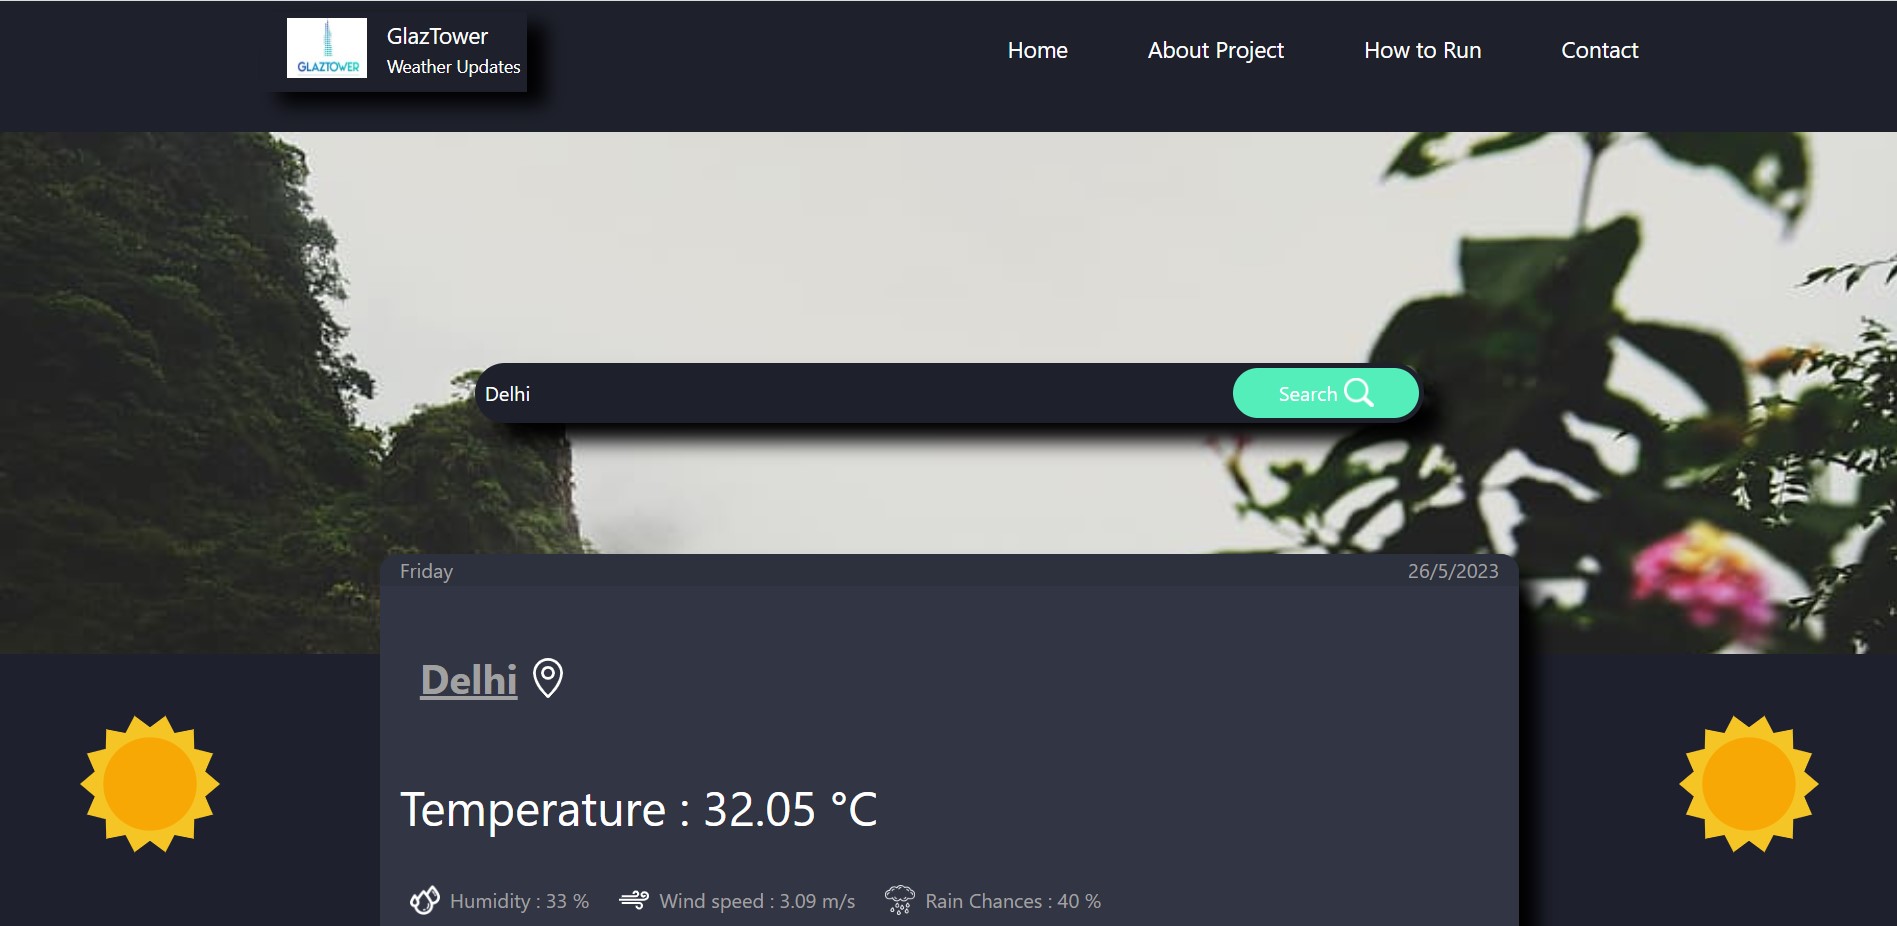 GLAZTOWER
GlazTower
Weather Updates
Home About Project How to Run Contact
Delhi
Search
Friday 26/5/2023
Delhi
Temperature : 32.05 °C
Humidity : 33 % Wind speed : 3.09 m/s Rain Chances : 40 %